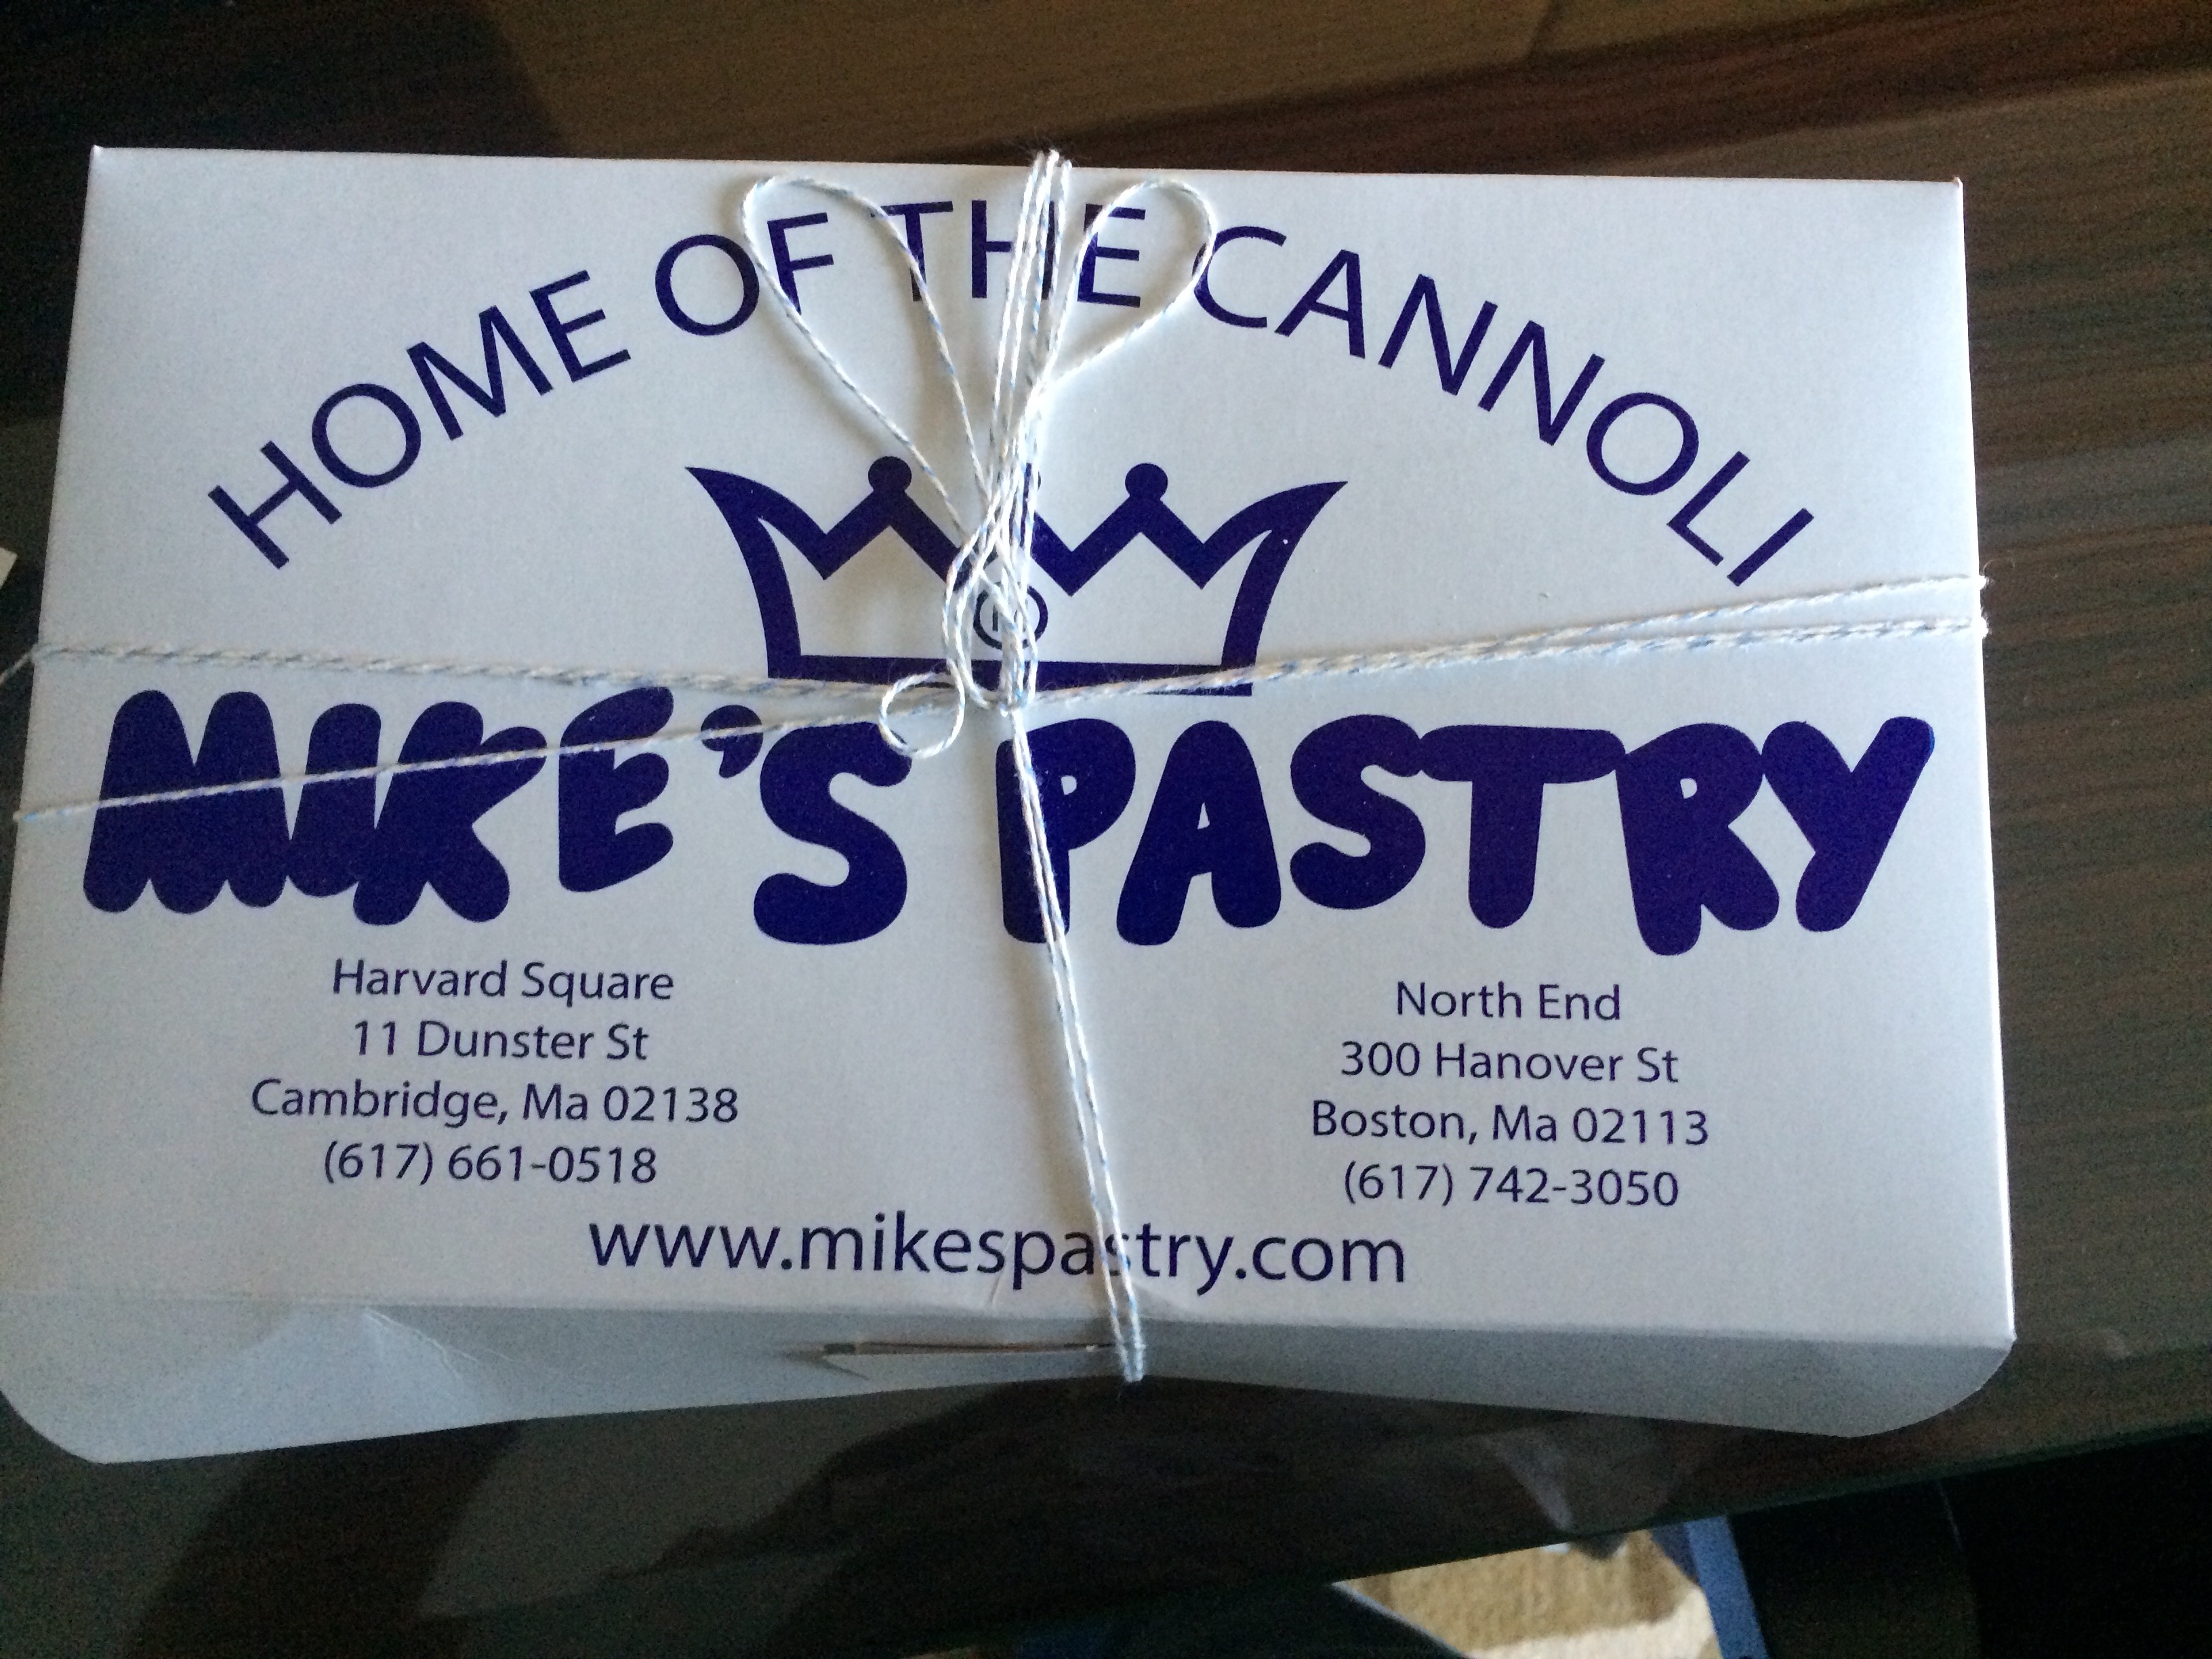 HOME OF THE CANNOLI
MIKE'S PASTRY
Harvard Square
11 Dunster St
Cambridge, Ma 02138
(617) 661-0518
North End
300 Hanover St
Boston, Ma 02113
(617) 742-3050
www.mikespastry.com